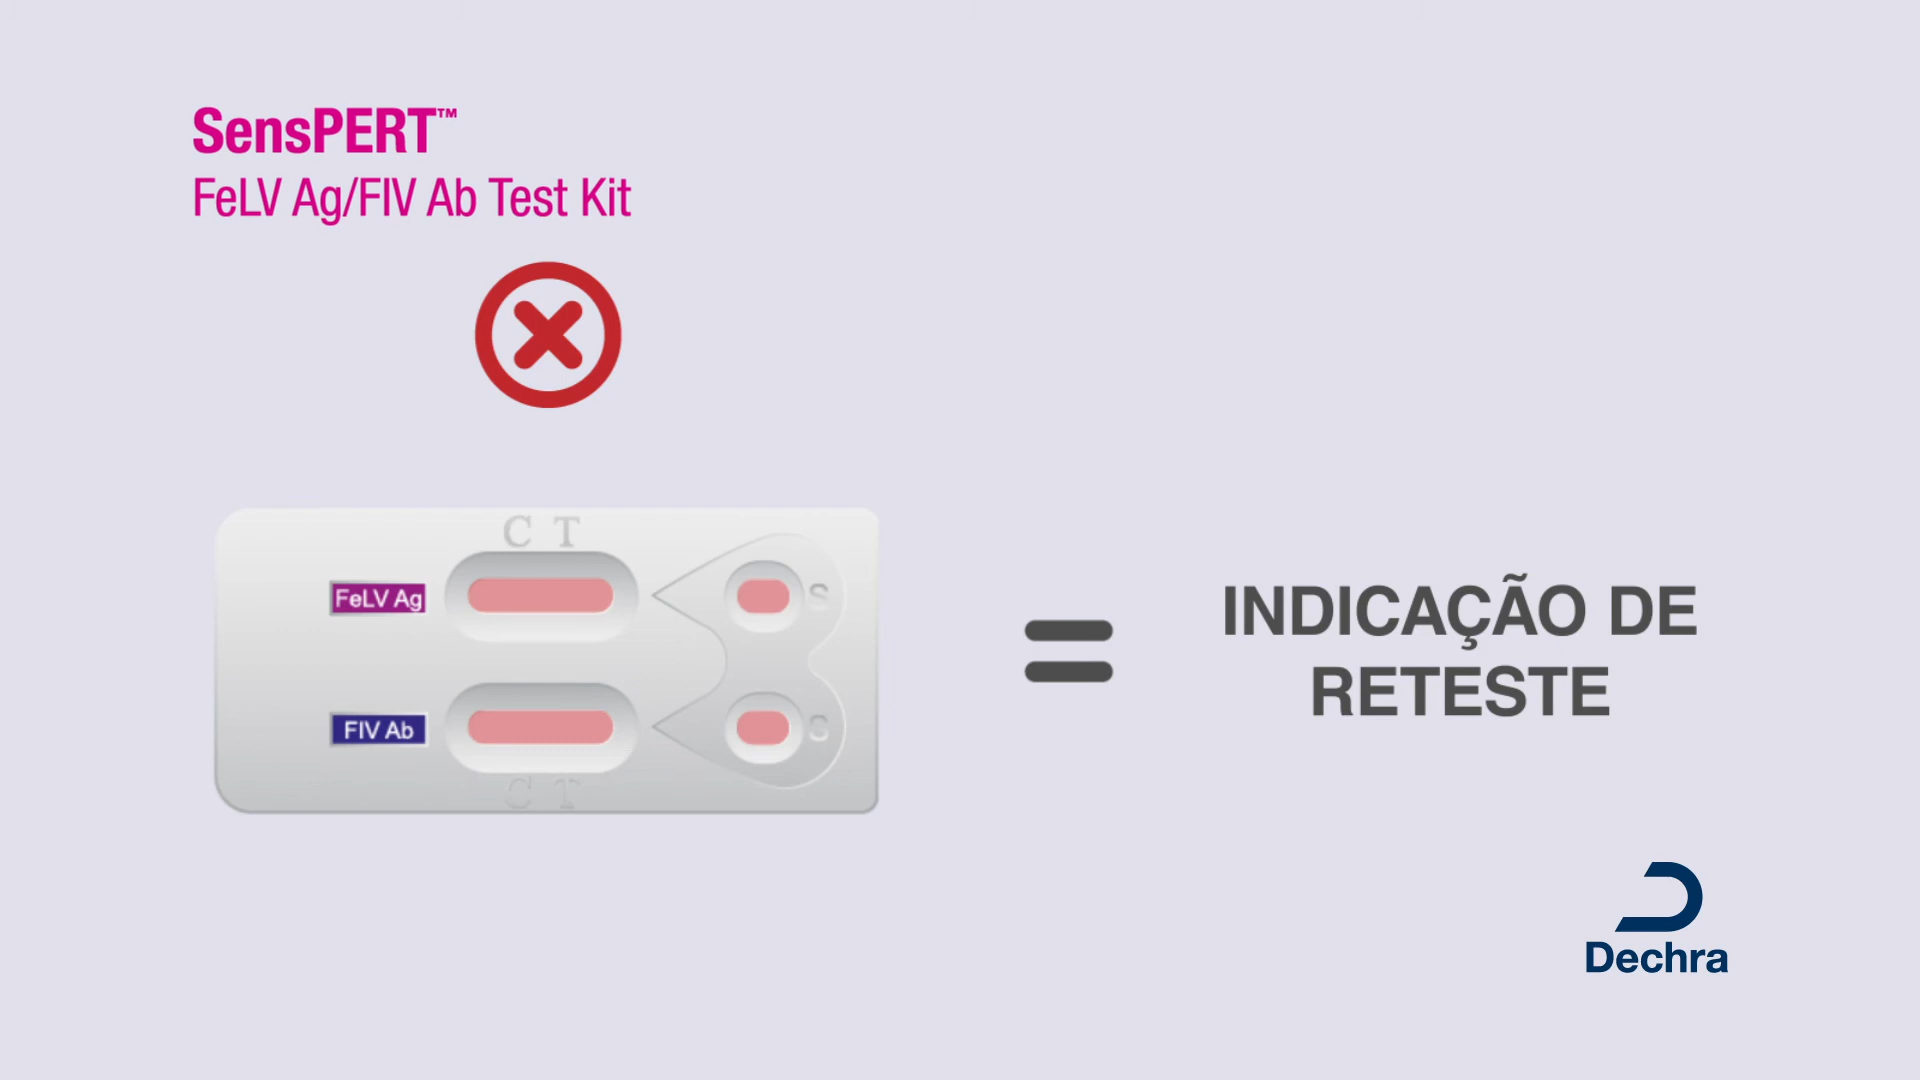 SensPERT™
FeLV Ag/FIV Ab Test Kit
C T
FeLV Ag
S
FIV Ab
S
C T
INDICAÇÃO DE
RETESTE
Dechra